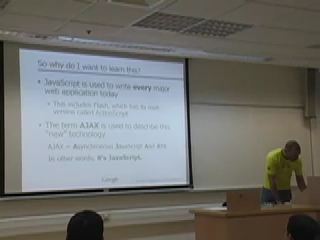 So why do I want to learn this?
• JavaScript is used to write every major
web application today
• This includes Flash, which has its own
version called ActionScript
• The term AJAX is used to describe this
"new" technology
AJAX = Asynchronous JavaScript And XML
In other words, it's JavaScript.
Google